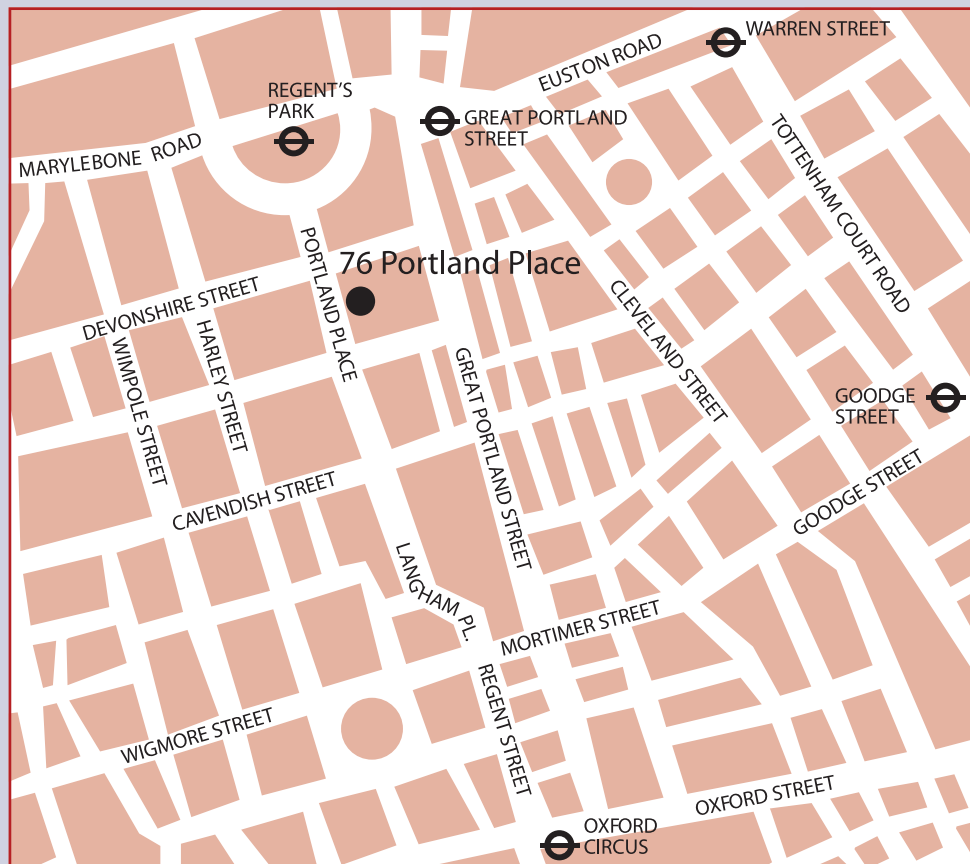 WARREN STREET
EUSTON ROAD
REGENT'S
PARK
GREAT PORTLAND
STREET
MARYLEBONE ROAD
TOTTENHAM COURT ROAD
PORTLAND PLACE
76 Portland Place
DEVONSHIRE STREET
CLEVELAND STREET
HARLEY STREET
WIMPOLE STREET
GREAT PORTLAND STREET
GOODGE
STREET
GOODGE STREET
CAVENDISH STREET
LANGHAM PL.
MORTIMER STREET
REGENT STREET
WIGMORE STREET
OXFORD STREET
OXFORD
CIRCUS